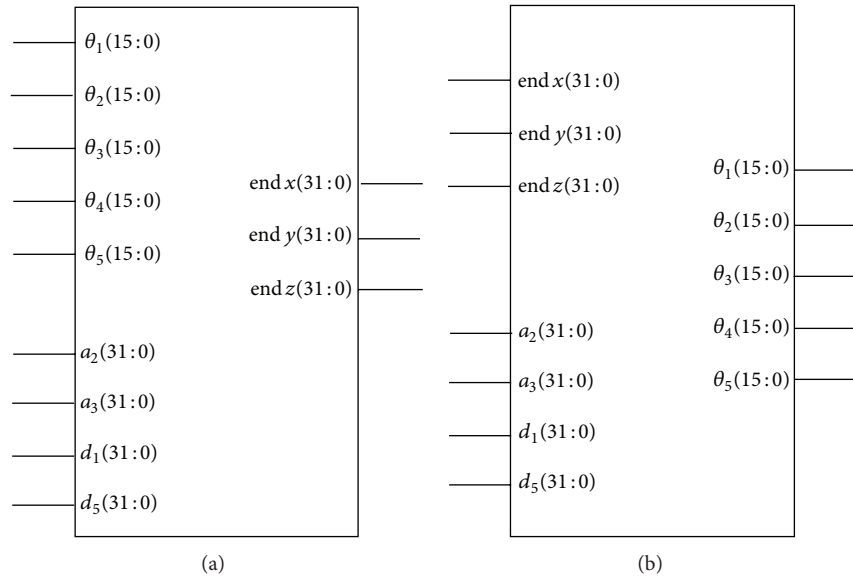 θ₁(15:0)
θ₂(15:0)
θ₃(15:0)
θ₄(15:0)
θ₅(15:0)
a₂(31:0)
a₃(31:0)
d₁(31:0)
d₅(31:0)
end x(31:0)
end y(31:0)
end z(31:0)
(a)
end x(31:0)
end y(31:0)
end z(31:0)
a₂(31:0)
a₃(31:0)
d₁(31:0)
d₅(31:0)
θ₁(15:0)
θ₂(15:0)
θ₃(15:0)
θ₄(15:0)
θ₅(15:0)
(b)